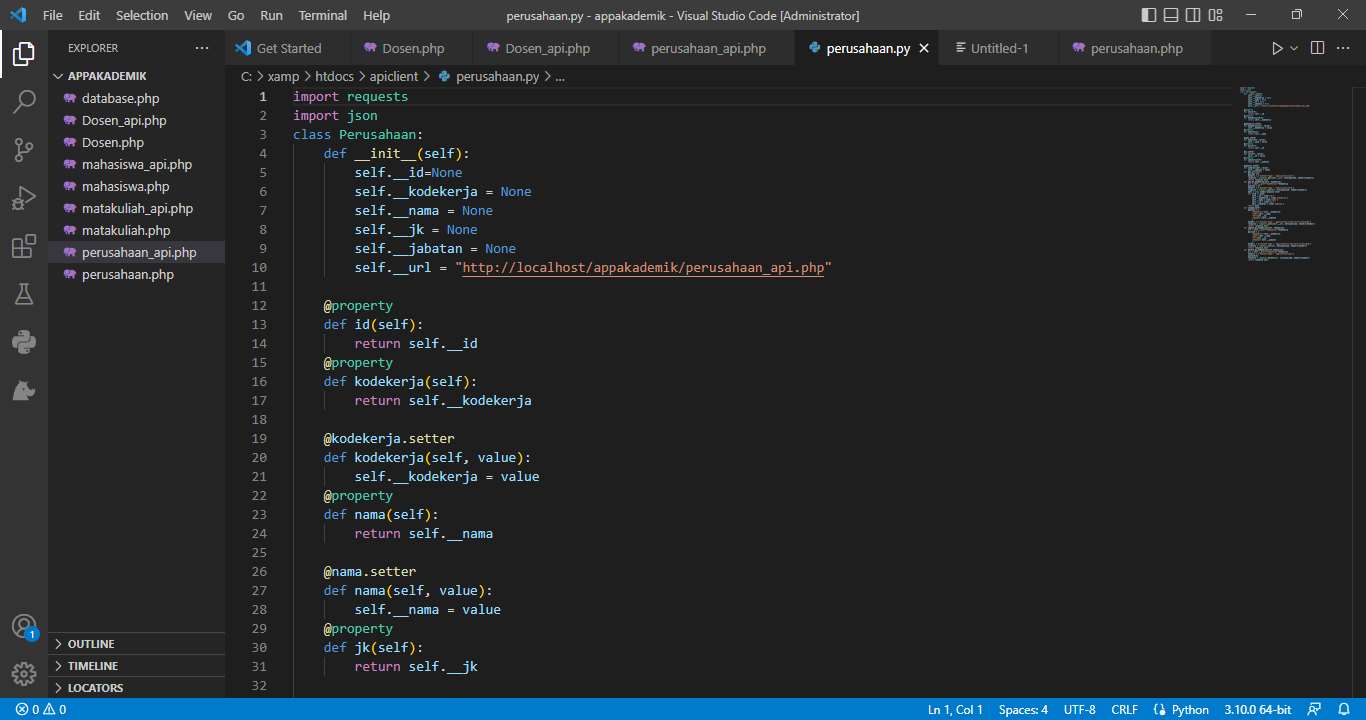 File Edit Selection View Go Run Terminal Help perusahaan.py - appakademik - Visual Studio Code [Administrator]
EXPLORER Get Started Dosen.php Dosen_api.php perusahaan_api.php perusahaan.py Untitled-1 perusahaan.php
APPAKADEMIK
database.php
Dosen_api.php
Dosen.php
mahasiswa_api.php
mahasiswa.php
matakuliah_api.php
matakuliah.php
perusahaan_api.php
perusahaan.php
OUTLINE
TIMELINE
LOCATORS
1
C: > xamp > htdocs > apiclient > perusahaan.py > ...
1 import requests
2 import json
3 class Perusahaan:
4     def __init__(self):
5         self.__id=None
6         self.__kodekerja = None
7         self.__nama = None
8         self.__jk = None
9         self.__jabatan = None
10         self.__url = "http://localhost/appakademik/perusahaan_api.php"
11
12     @property
13     def id(self):
14         return self.__id
15     @property
16     def kodekerja(self):
17         return self.__kodekerja
18
19     @kodekerja.setter
20     def kodekerja(self, value):
21         self.__kodekerja = value
22     @property
23     def nama(self):
24         return self.__nama
25
26     @nama.setter
27     def nama(self, value):
28         self.__nama = value
29     @property
30     def jk(self):
31         return self.__jk
32
0 0 Ln 1, Col 1 Spaces: 4 UTF-8 CRLF Python 3.10.0 64-bit